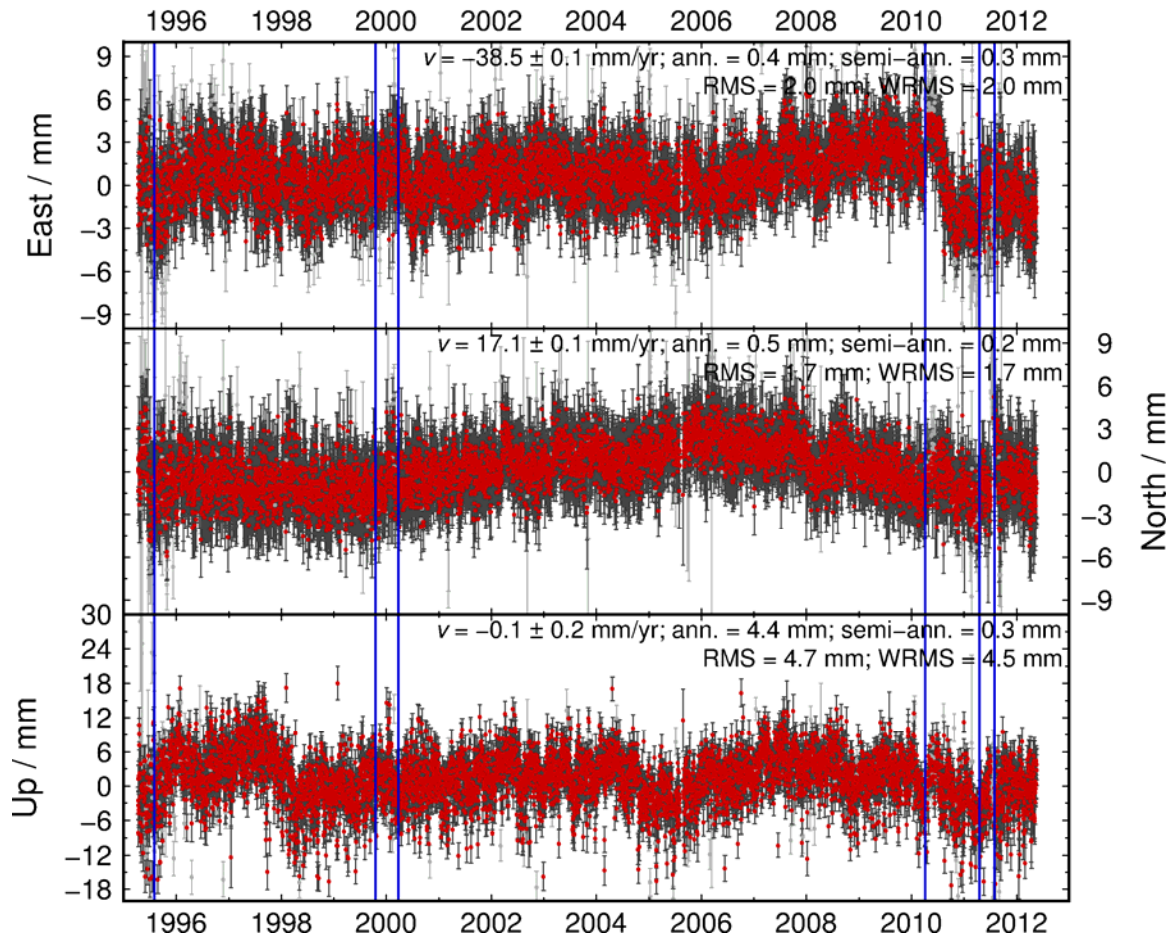 1996 1998 2000 2002 2004 2006 2008 2010 2012
9
6
3
0
−3
−6
−9
East / mm
v = −38.5 ± 0.1 mm/yr; ann. = 0.4 mm; semi-ann. = 0.3 mm
RMS = 2.0 mm; WRMS = 2.0 mm
v = 17.1 ± 0.1 mm/yr; ann. = 0.5 mm; semi-ann. = 0.2 mm
RMS = 1.7 mm; WRMS = 1.7 mm
9
6
3
0
−3
−6
−9
North / mm
30
24
18
12
6
0
−6
−12
−18
Up / mm
v = −0.1 ± 0.2 mm/yr; ann. = 4.4 mm; semi-ann. = 0.3 mm
RMS = 4.7 mm; WRMS = 4.5 mm
1996 1998 2000 2002 2004 2006 2008 2010 2012